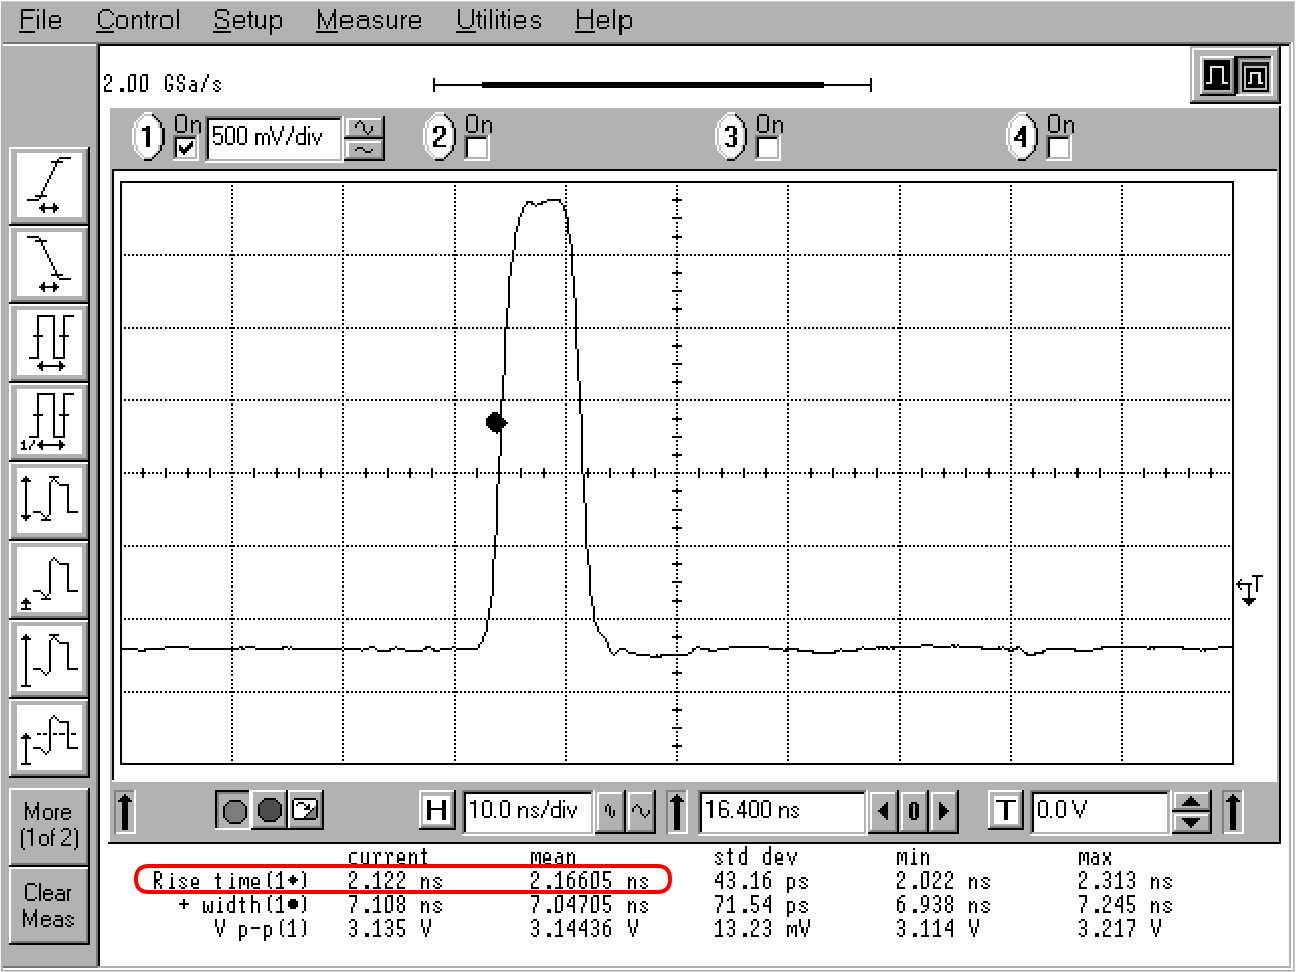 File Control Setup Measure Utilities Help
2.00 GSa/s
1 On 500 mV/div 2 On 3 On 4 On
1/
T
More
(1of 2)
Clear
Meas
H 10.0 ns/div 16.400 ns 0 T 0.0 V
current mean std dev min max
Rise time(1♦) 2.122 ns 2.16605 ns 43.16 ps 2.022 ns 2.313 ns
+ width(1●) 7.108 ns 7.04705 ns 71.54 ps 6.938 ns 7.245 ns
V p-p(1) 3.135 V 3.14436 V 13.23 mV 3.114 V 3.217 V